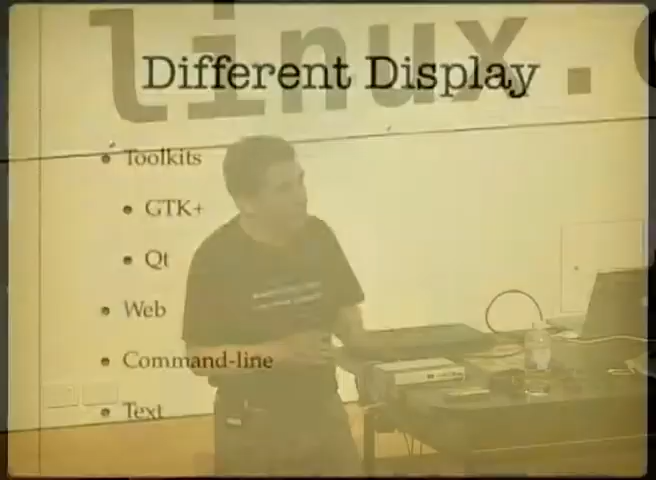 linux.
Different Display
Toolkits
GTK+
Qt
Web
Command-line
Text